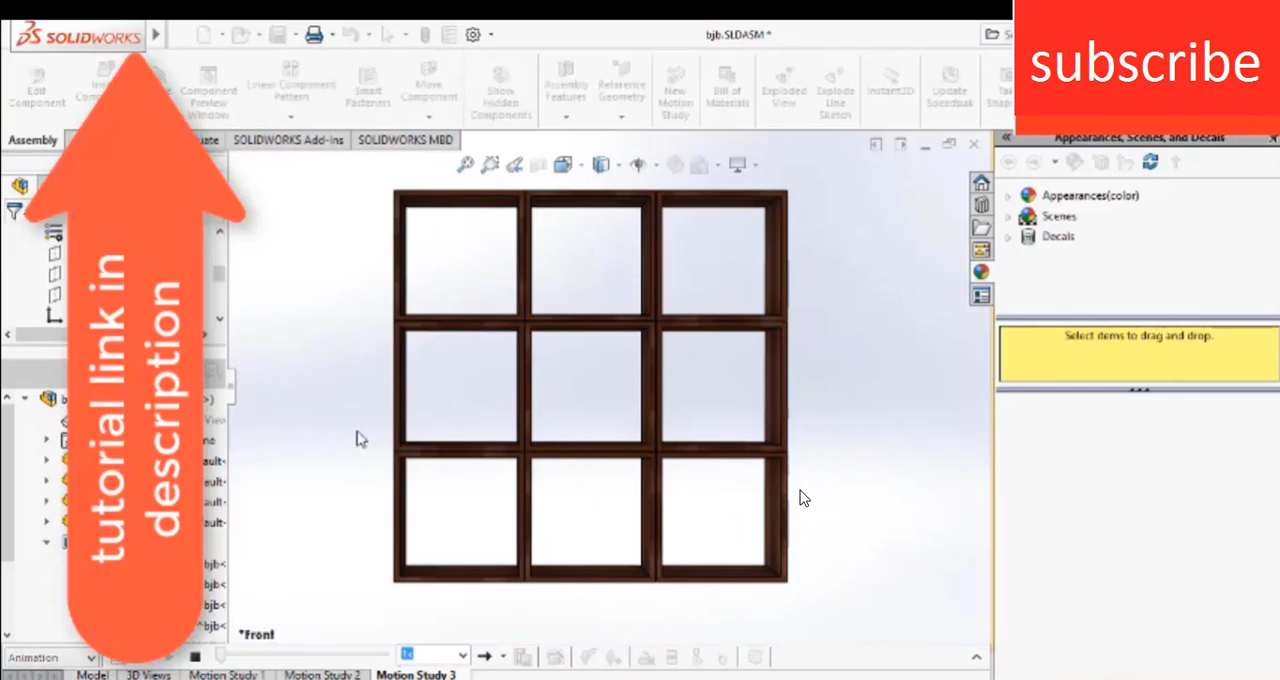 SOLIDWORKS
bjb.SLDASM *
subscribe
Edit Component
Component Preview Window
Linear Component Pattern
Smart Fasteners
Move Component
Show Hidden Components
Assembly Features
Reference Geometry
New Motion Study
Bill of Materials
Exploded View
Explode Line Sketch
Instant3D
Update Speedpak
Assembly
SOLIDWORKS Add-Ins
SOLIDWORKS MBD
Appearances, Scenes, and Decals
Appearances(color)
Scenes
Decals
Select items to drag and drop.
tutorial link in
description
*Front
Animation
1x
Model
3D Views
Motion Study 1
Motion Study 2
Motion Study 3